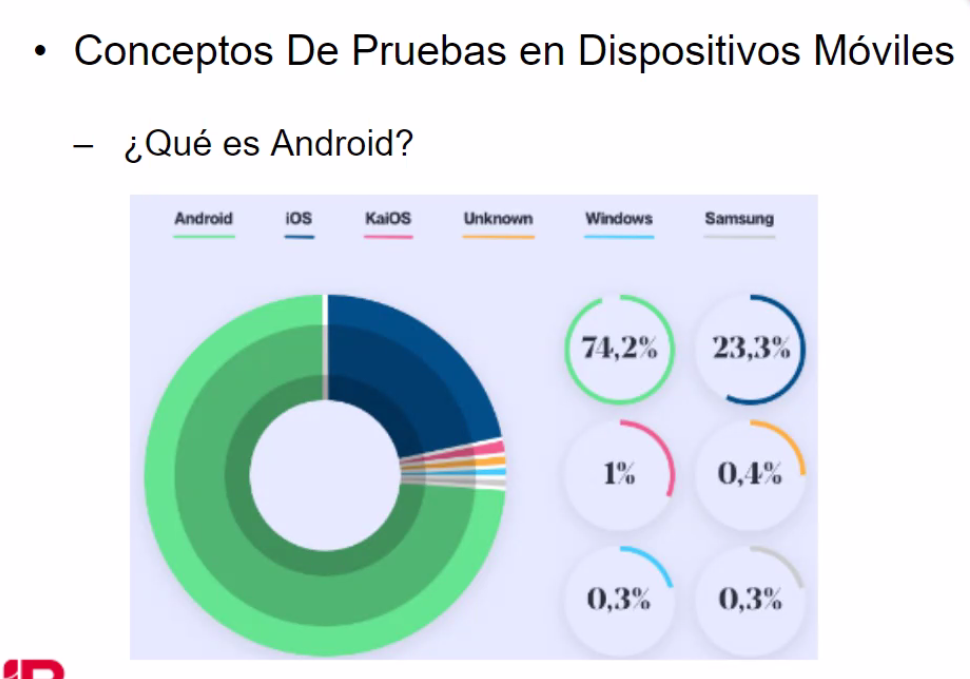 • Conceptos De Pruebas en Dispositivos Móviles
– ¿Qué es Android?
Android iOS KaiOS Unknown Windows Samsung
74,2% 23,3%
1% 0,4%
0,3% 0,3%